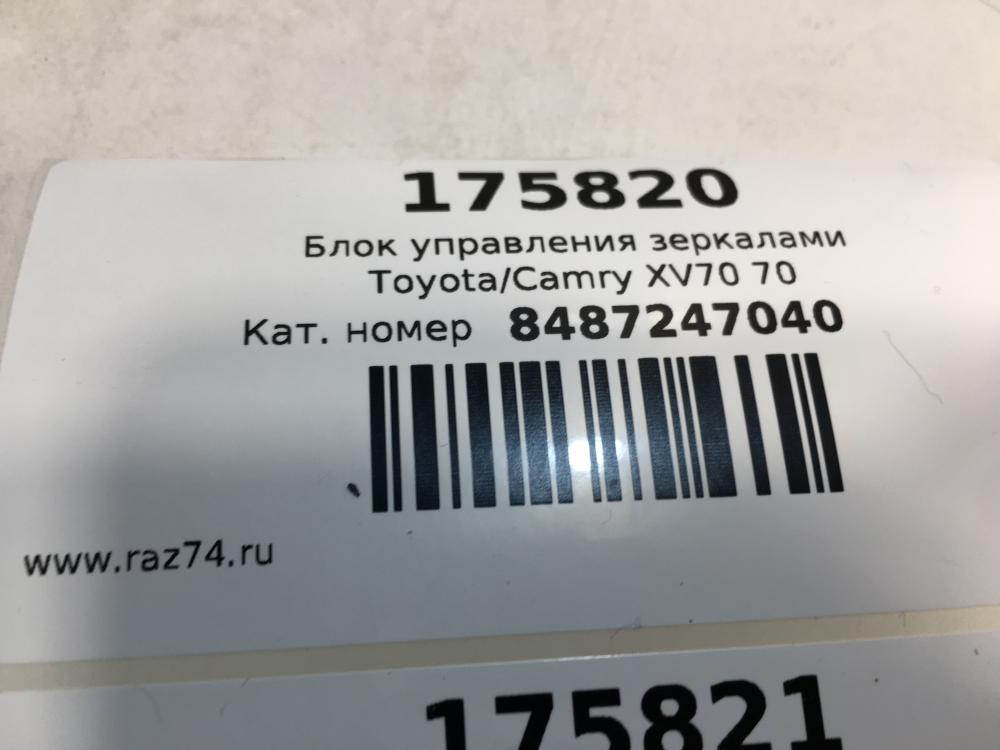 175820
Блок управления зеркалами
Toyota/Camry XV70 70
Кат. номер 8487247040
www.raz74.ru
175821